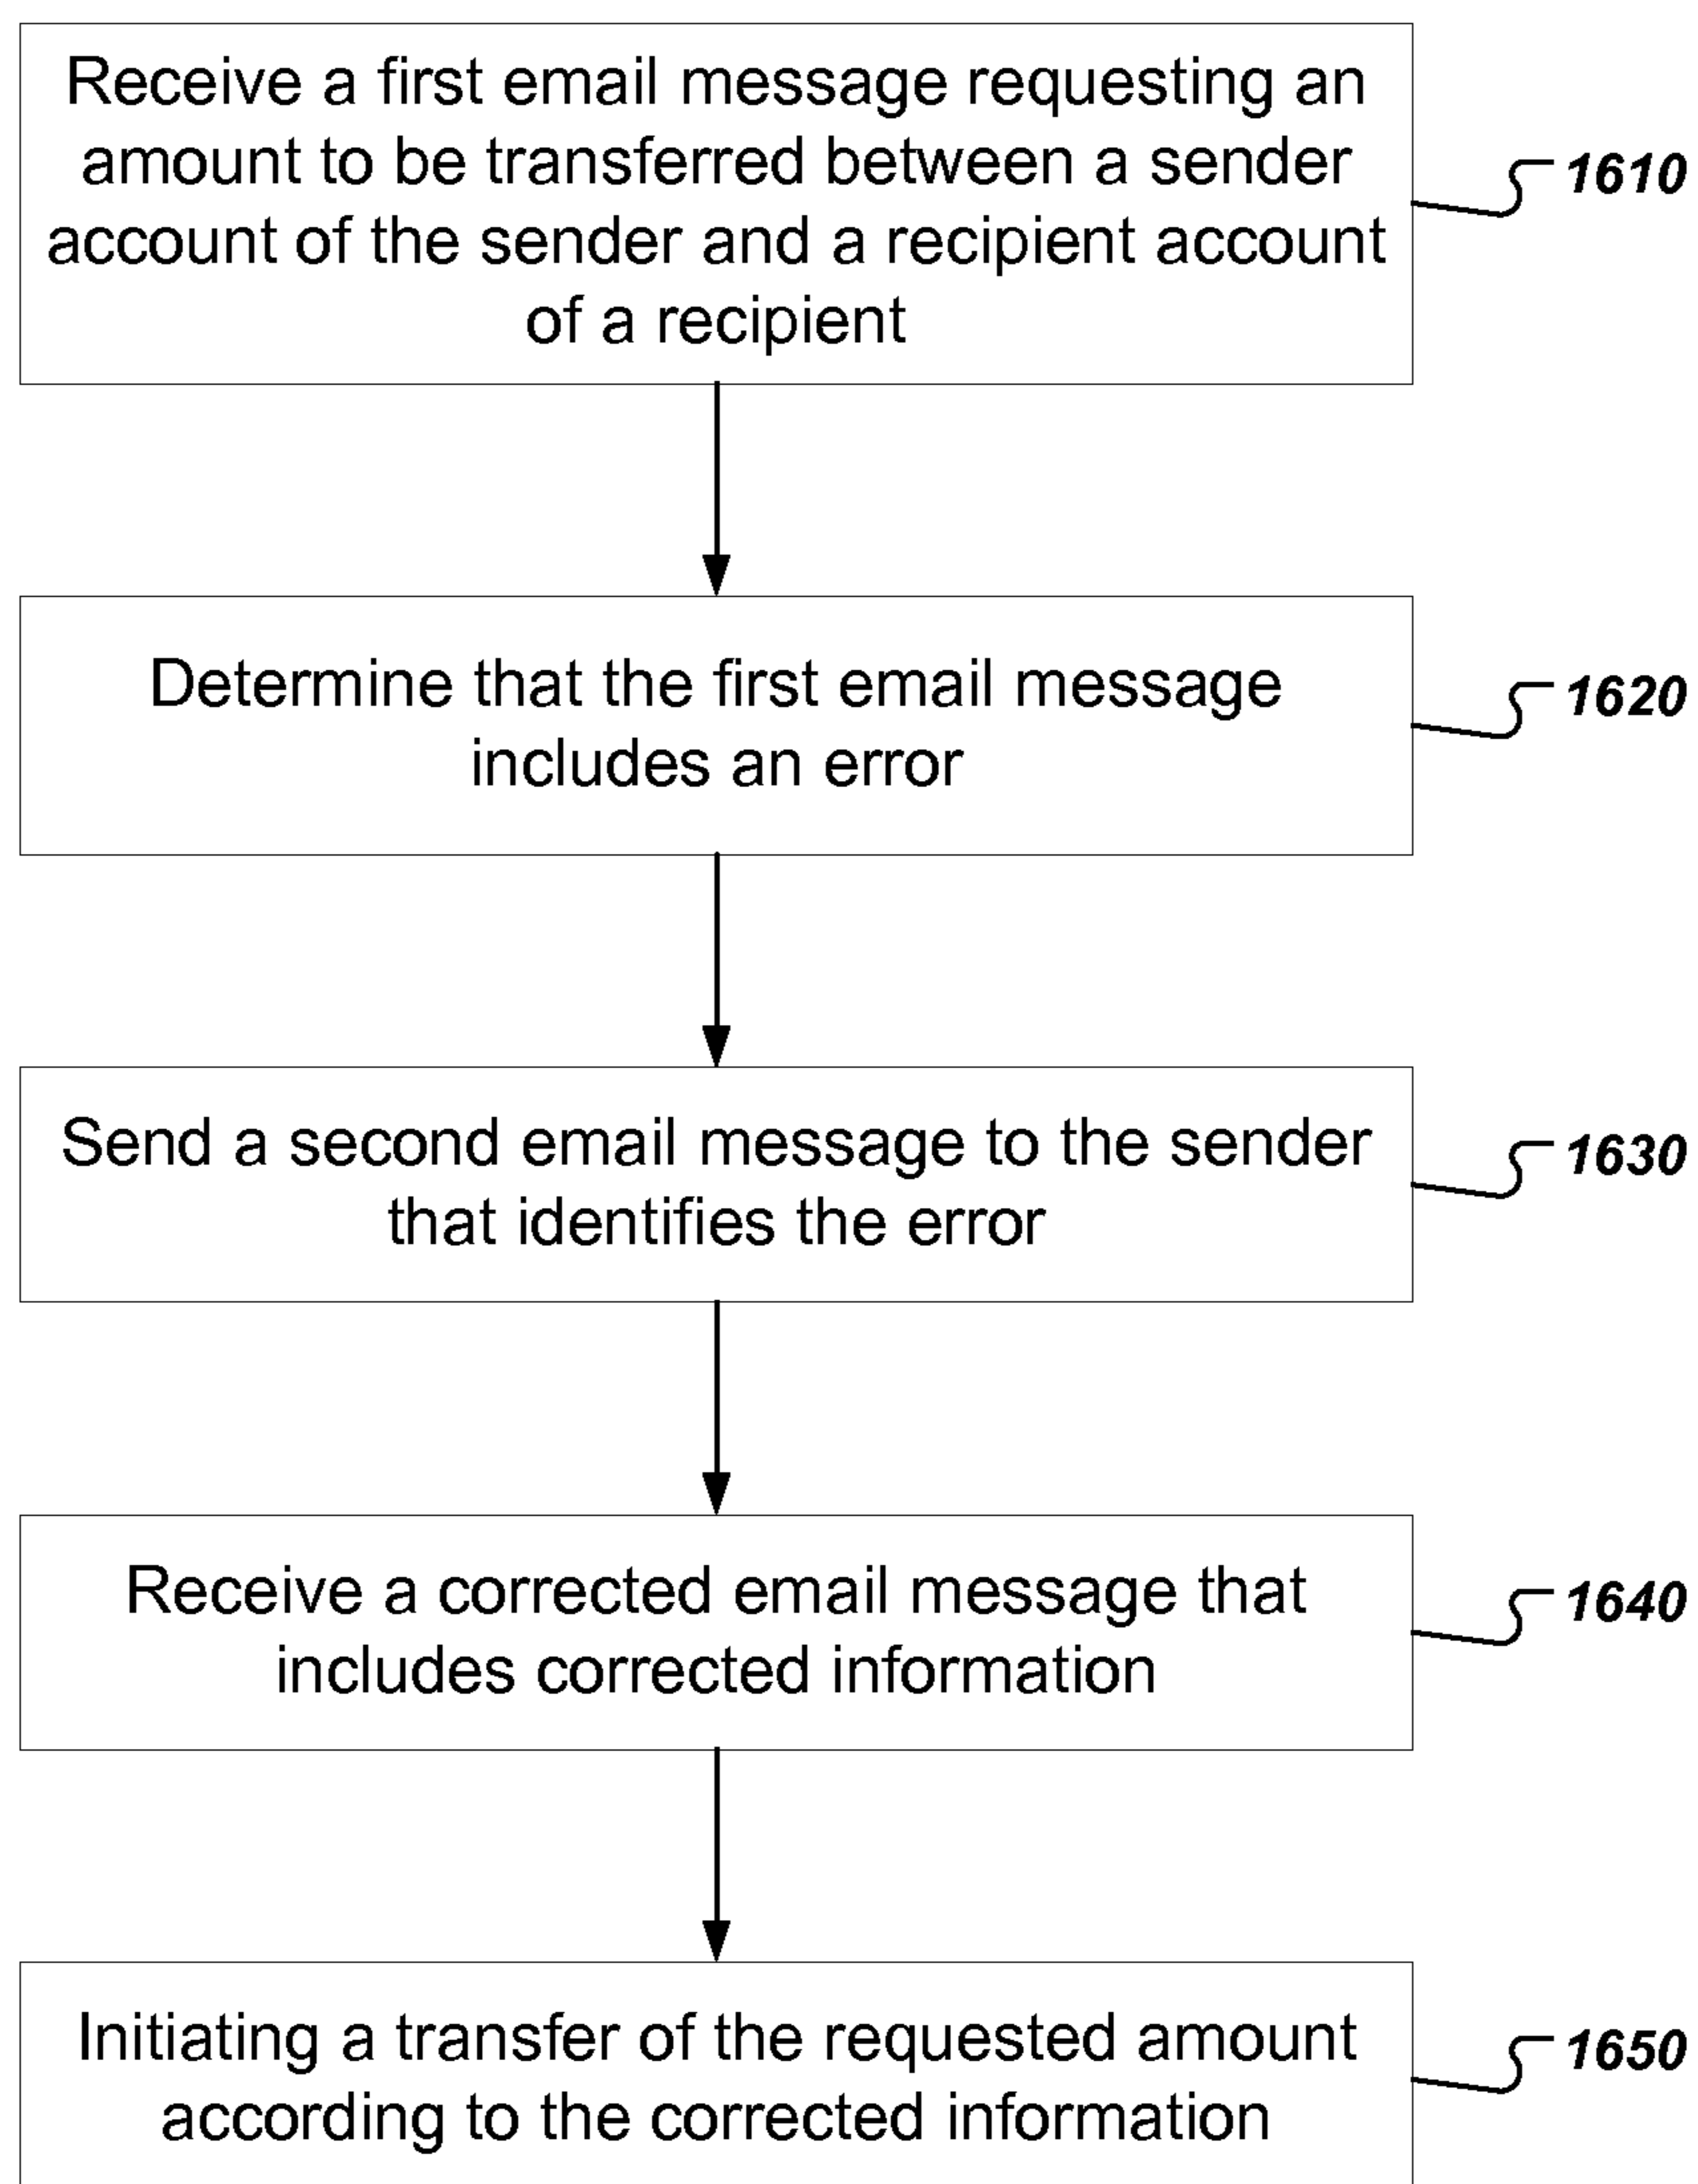 Receive a first email message requesting an
amount to be transferred between a sender
account of the sender and a recipient account
of a recipient
1610
Determine that the first email message
includes an error
1620
Send a second email message to the sender
that identifies the error
1630
Receive a corrected email message that
includes corrected information
1640
Initiating a transfer of the requested amount
according to the corrected information
1650